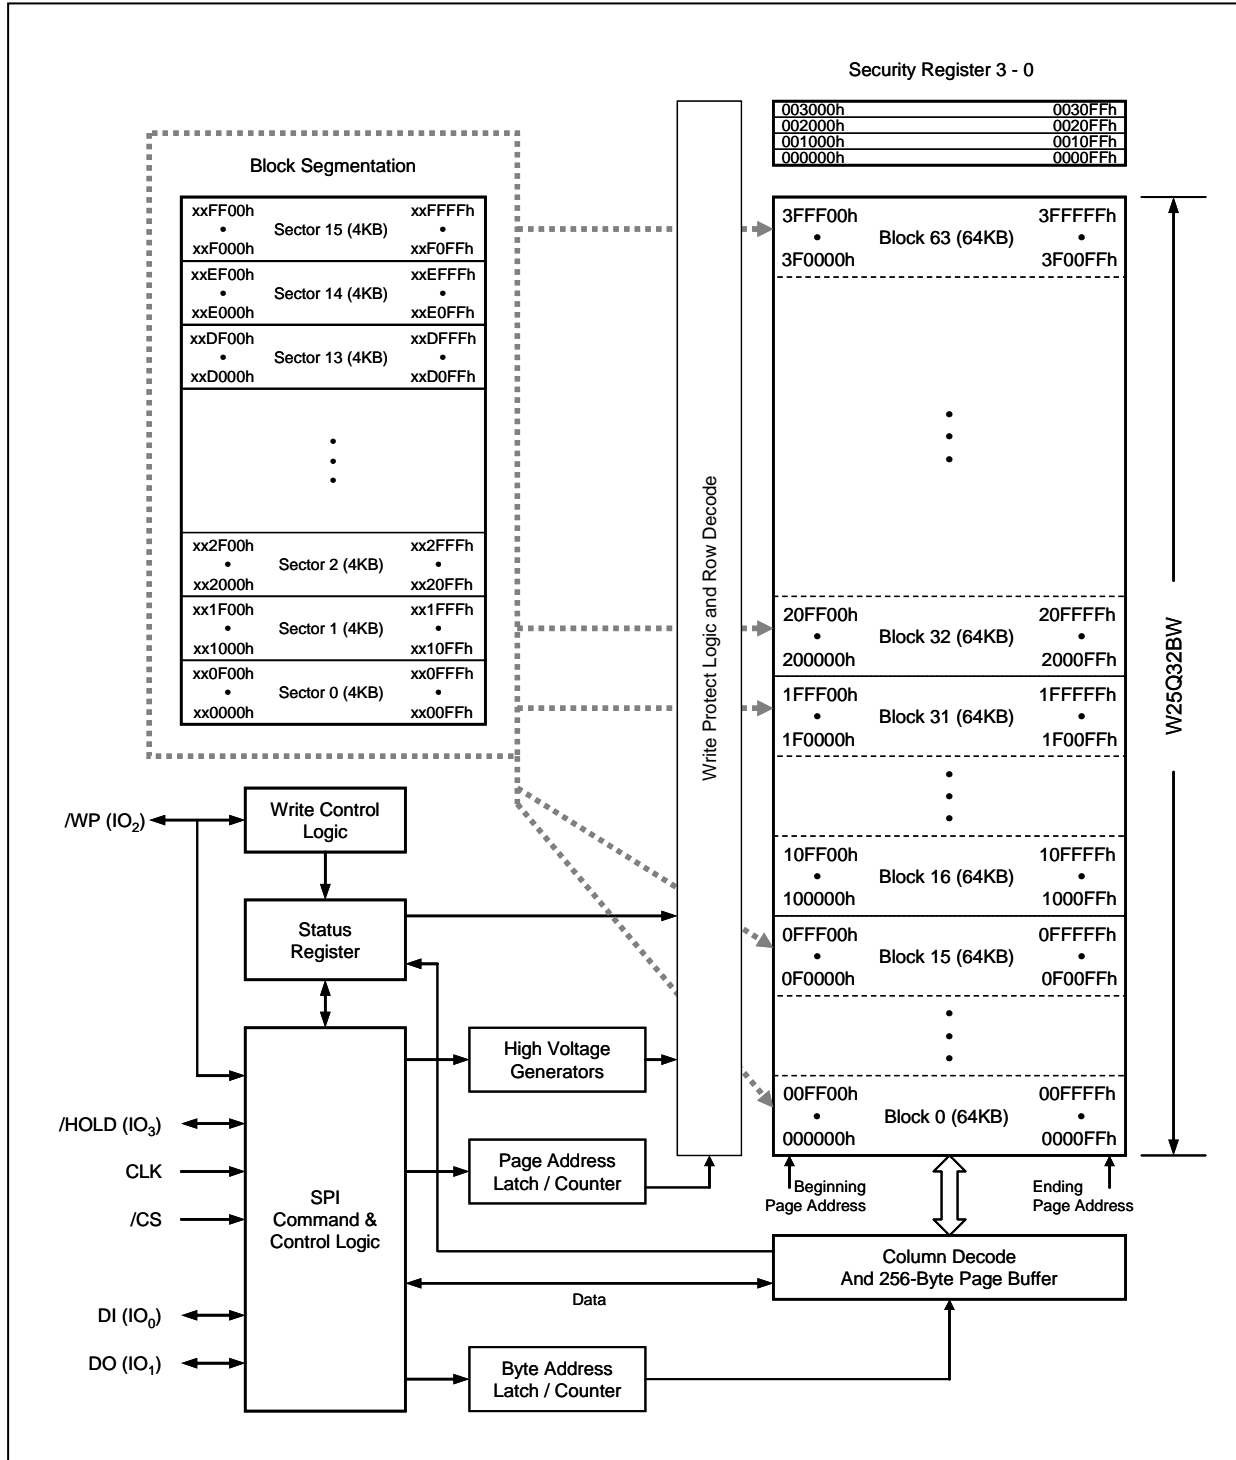 Security Register 3 - 0
003000h 0030FFh
002000h 0020FFh
001000h 0010FFh
000000h 0000FFh
Block Segmentation
xxFF00h xxFFFFh
Sector 15 (4KB)
xxF000h xxF0FFh
xxEF00h xxEFFFh
Sector 14 (4KB)
xxE000h xxE0FFh
xxDF00h xxDFFFh
Sector 13 (4KB)
xxD000h xxD0FFh
xx2F00h xx2FFFh
Sector 2 (4KB)
xx2000h xx20FFh
xx1F00h xx1FFFh
Sector 1 (4KB)
xx1000h xx10FFh
xx0F00h xx0FFFh
Sector 0 (4KB)
xx0000h xx00FFh
Write Protect Logic and Row Decode
3FFF00h 3FFFFFh
Block 63 (64KB)
3F0000h 3F00FFh
20FF00h 20FFFFh
Block 32 (64KB)
200000h 2000FFh
1FFF00h 1FFFFFh
Block 31 (64KB)
1F0000h 1F00FFh
10FF00h 10FFFFh
Block 16 (64KB)
100000h 1000FFh
0FFF00h 0FFFFFh
Block 15 (64KB)
0F0000h 0F00FFh
00FF00h 00FFFFh
Block 0 (64KB)
000000h 0000FFh
W25Q32BW
Beginning
Page Address
Ending
Page Address
/WP (IO2)
Write Control
Logic
Status
Register
High Voltage
Generators
/HOLD (IO3)
CLK
/CS
DI (IO0)
DO (IO1)
SPI
Command &
Control Logic
Page Address
Latch / Counter
Column Decode
And 256-Byte Page Buffer
Data
Byte Address
Latch / Counter